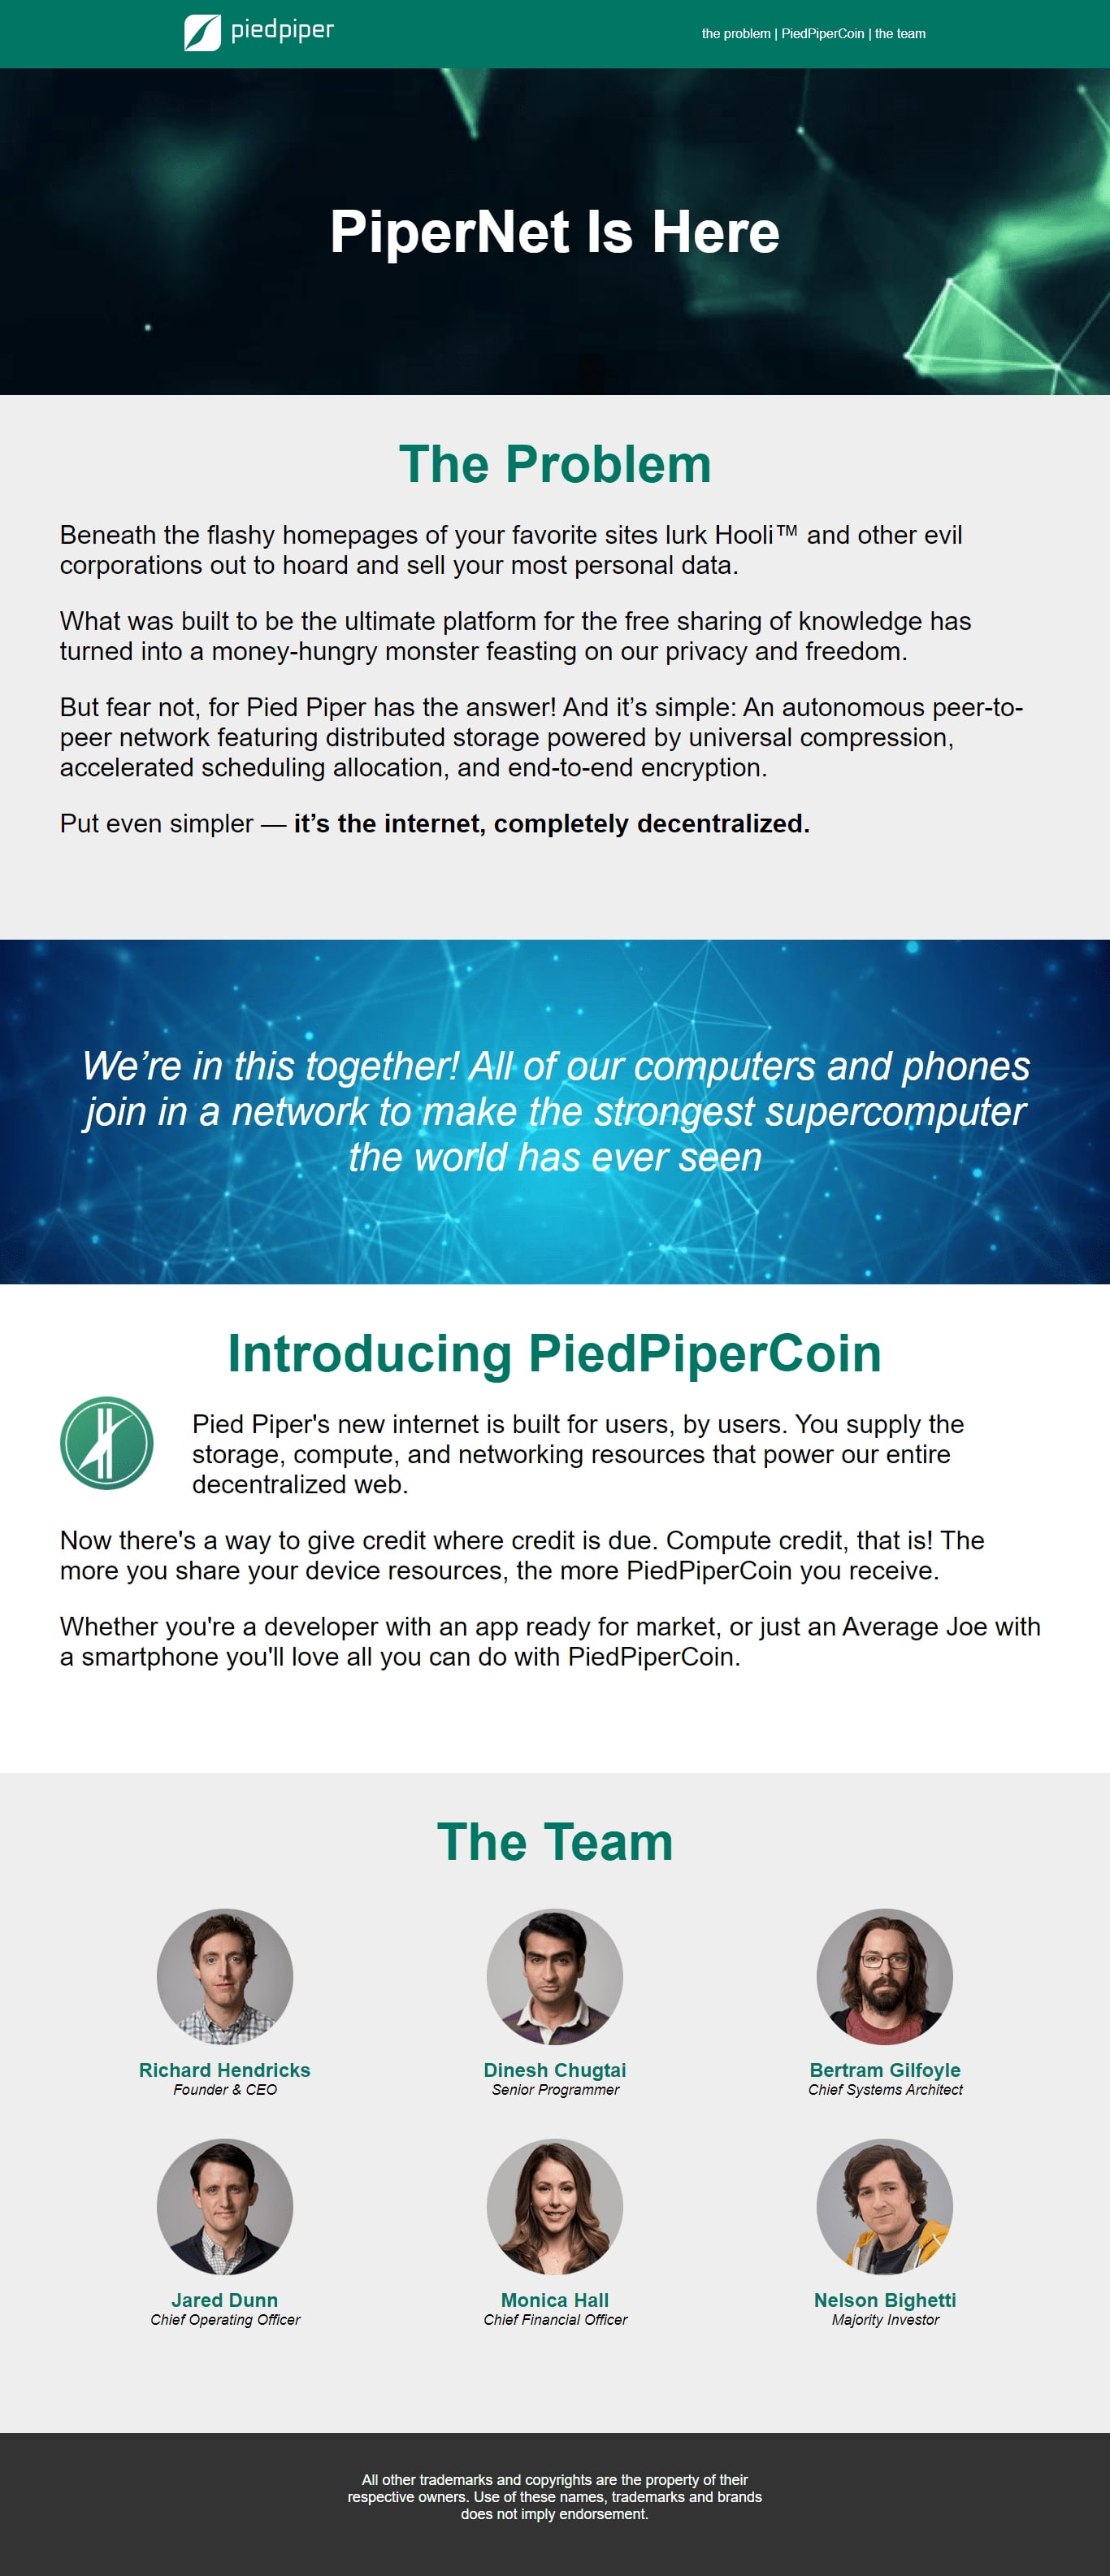 piedpiper
the problem | PiedPiperCoin | the team
PiperNet Is Here
The Problem
Beneath the flashy homepages of your favorite sites lurk Hooli™ and other evil
corporations out to hoard and sell your most personal data.
What was built to be the ultimate platform for the free sharing of knowledge has
turned into a money-hungry monster feasting on our privacy and freedom.
But fear not, for Pied Piper has the answer! And it’s simple: An autonomous peer-to-
peer network featuring distributed storage powered by universal compression,
accelerated scheduling allocation, and end-to-end encryption.
Put even simpler — it’s the internet, completely decentralized.
We’re in this together! All of our computers and phones
join in a network to make the strongest supercomputer
the world has ever seen
Introducing PiedPiperCoin
Pied Piper's new internet is built for users, by users. You supply the
storage, compute, and networking resources that power our entire
decentralized web.
Now there's a way to give credit where credit is due. Compute credit, that is! The
more you share your device resources, the more PiedPiperCoin you receive.
Whether you're a developer with an app ready for market, or just an Average Joe with
a smartphone you'll love all you can do with PiedPiperCoin.
The Team
Richard Hendricks
Founder & CEO
Dinesh Chugtai
Senior Programmer
Bertram Gilfoyle
Chief Systems Architect
Jared Dunn
Chief Operating Officer
Monica Hall
Chief Financial Officer
Nelson Bighetti
Majority Investor
All other trademarks and copyrights are the property of their
respective owners. Use of these names, trademarks and brands
does not imply endorsement.